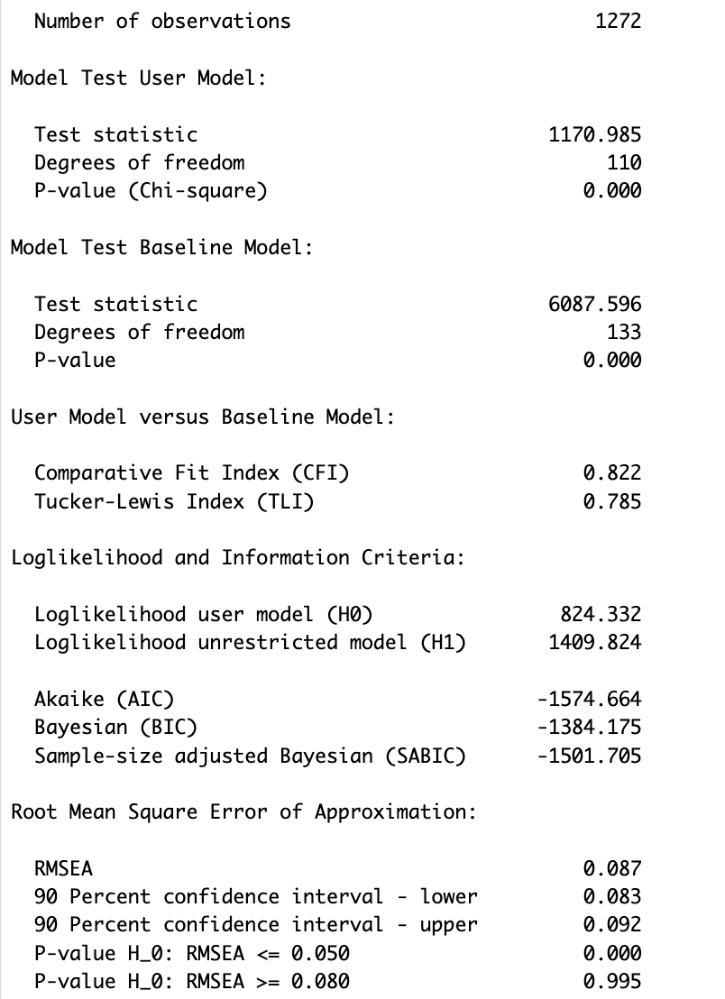 Number of observations 1272
Model Test User Model:
Test statistic 1170.985
Degrees of freedom 110
P-value (Chi-square) 0.000
Model Test Baseline Model:
Test statistic 6087.596
Degrees of freedom 133
P-value 0.000
User Model versus Baseline Model:
Comparative Fit Index (CFI) 0.822
Tucker-Lewis Index (TLI) 0.785
Loglikelihood and Information Criteria:
Loglikelihood user model (H0) 824.332
Loglikelihood unrestricted model (H1) 1409.824
Akaike (AIC) -1574.664
Bayesian (BIC) -1384.175
Sample-size adjusted Bayesian (SABIC) -1501.705
Root Mean Square Error of Approximation:
RMSEA 0.087
90 Percent confidence interval - lower 0.083
90 Percent confidence interval - upper 0.092
P-value H_0: RMSEA <= 0.050 0.000
P-value H_0: RMSEA >= 0.080 0.995